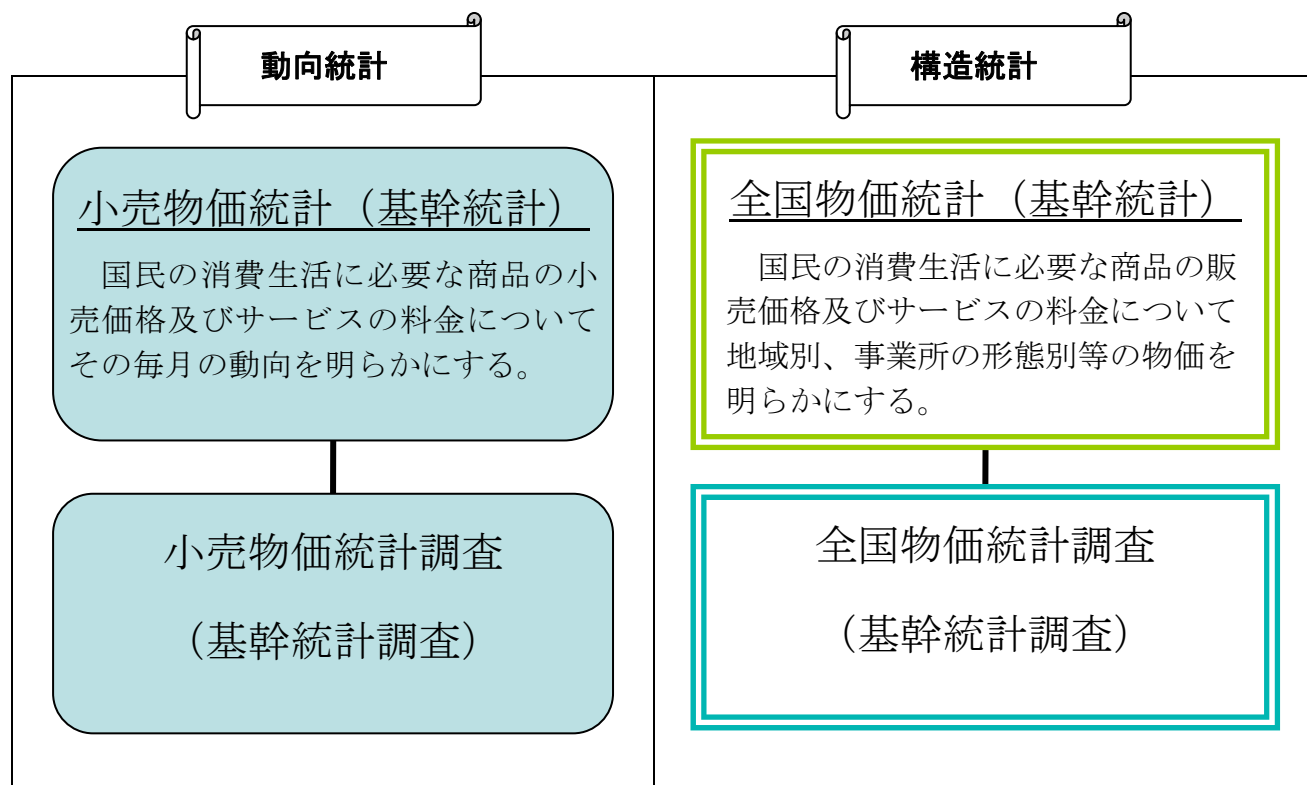 動向統計
小売物価統計（基幹統計）
国民の消費生活に必要な商品の小
売価格及びサービスの料金について
その毎月の動向を明らかにする。
小売物価統計調査
（基幹統計調査）
構造統計
全国物価統計（基幹統計）
国民の消費生活に必要な商品の販
売価格及びサービスの料金について
地域別、事業所の形態別等の物価を
明らかにする。
全国物価統計調査
（基幹統計調査）